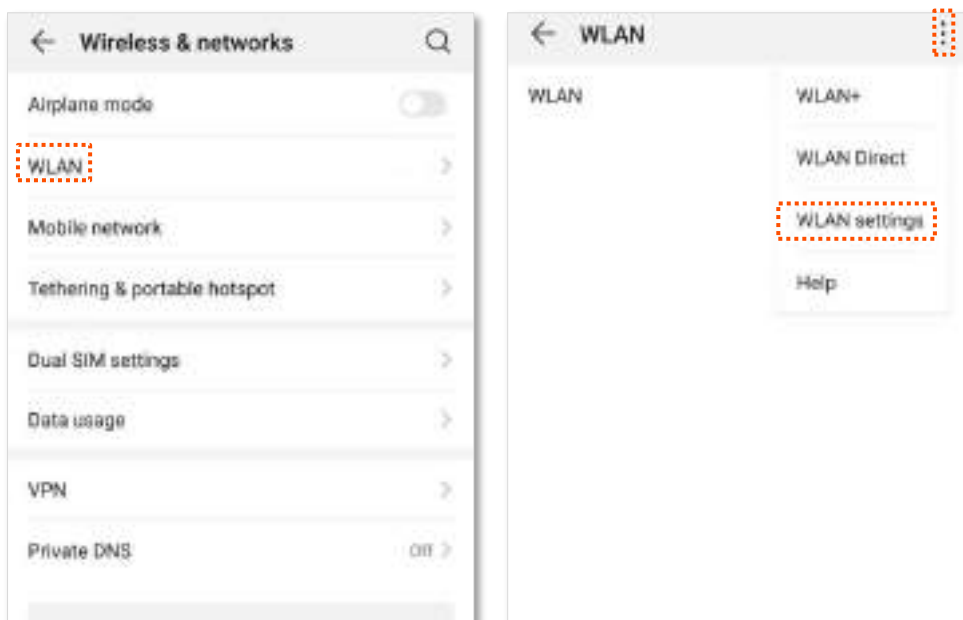 Wireless & networks
Airplane mode
WLAN
Mobile network
Tethering & portable hotspot
Dual SIM settings
Data usage
VPN
Private DNS Off
WLAN
WLAN
WLAN+
WLAN Direct
WLAN settings
Help